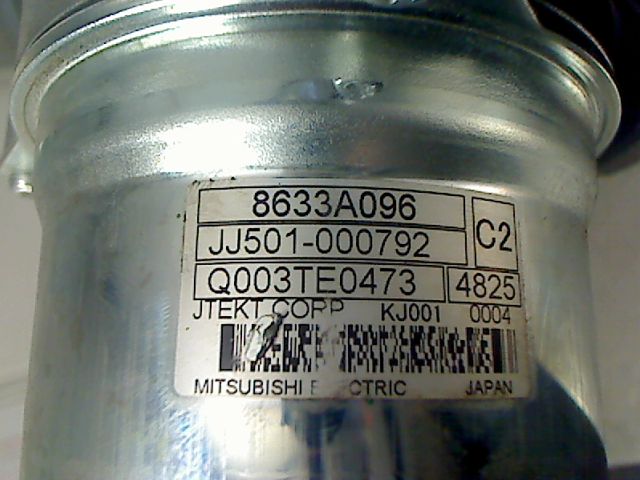 8633A096
C2
JJ501-000792
Q003TE0473 4825
JTEKT CORP KJ001 0004
MITSUBISHI JAPAN